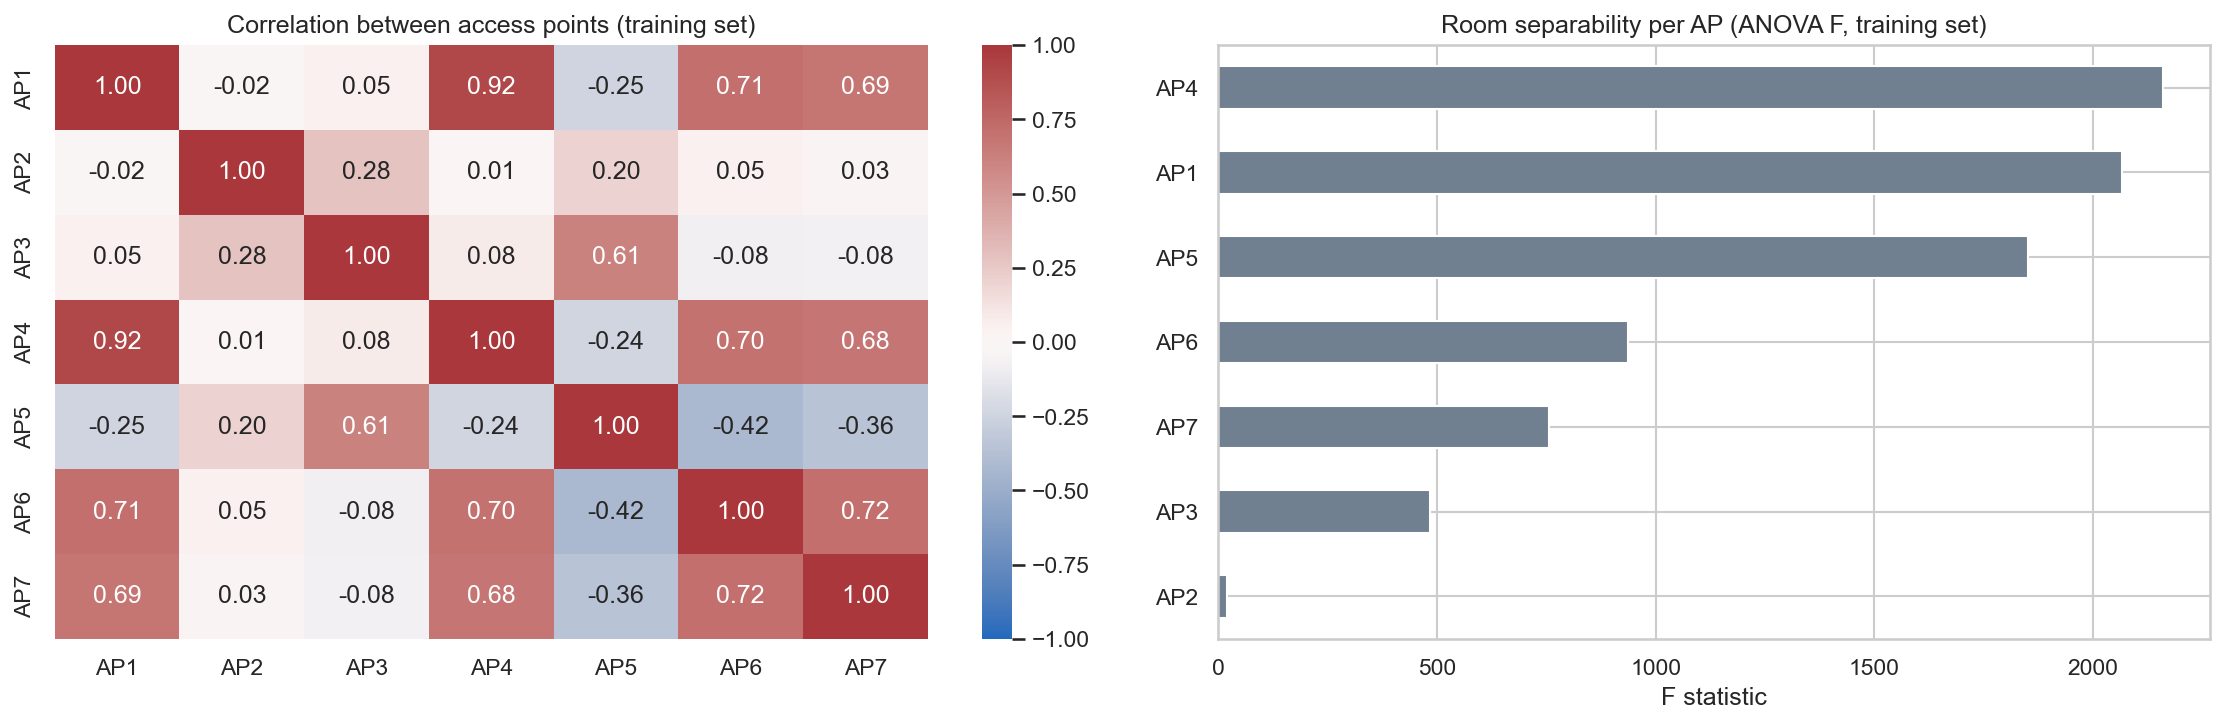 Correlation between access points (training set)
AP1 1.00 -0.02 0.05 0.92 -0.25 0.71 0.69
AP2 -0.02 1.00 0.28 0.01 0.20 0.05 0.03
AP3 0.05 0.28 1.00 0.08 0.61 -0.08 -0.08
AP4 0.92 0.01 0.08 1.00 -0.24 0.70 0.68
AP5 -0.25 0.20 0.61 -0.24 1.00 -0.42 -0.36
AP6 0.71 0.05 -0.08 0.70 -0.42 1.00 0.72
AP7 0.69 0.03 -0.08 0.68 -0.36 0.72 1.00
AP1 AP2 AP3 AP4 AP5 AP6 AP7
1.00
0.75
0.50
0.25
0.00
−0.25
−0.50
−0.75
−1.00
Room separability per AP (ANOVA F, training set)
AP4
AP1
AP5
AP6
AP7
AP3
AP2
0 500 1000 1500 2000
F statistic